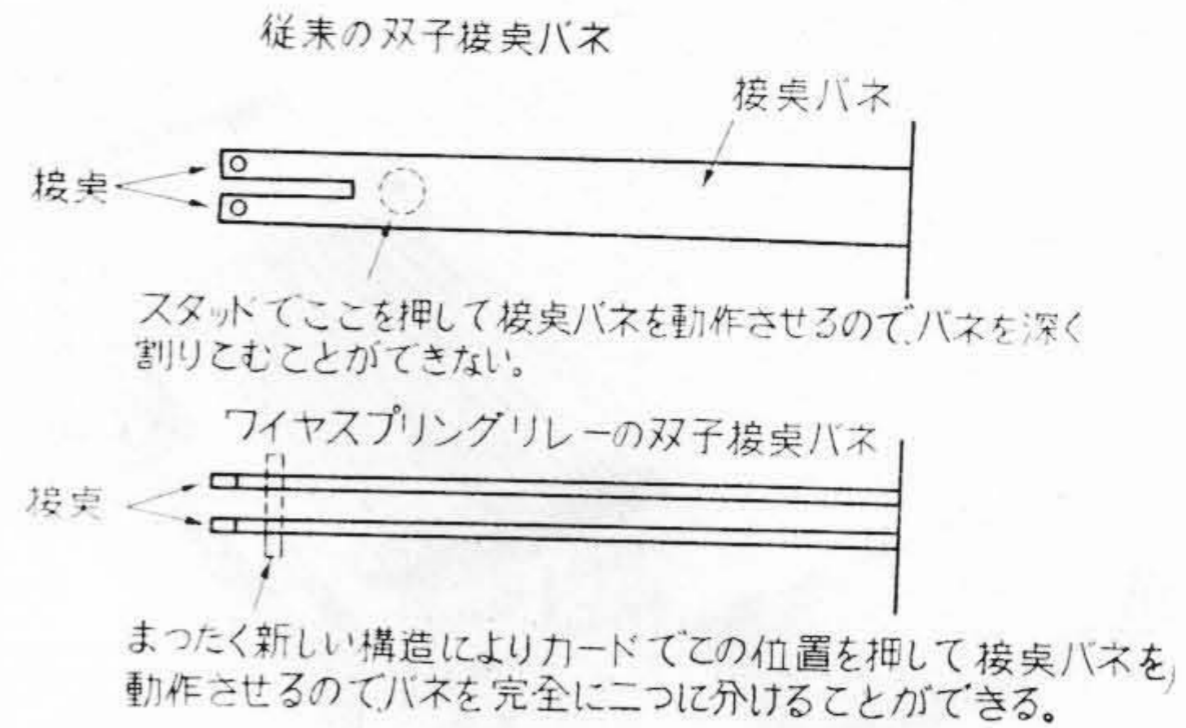 従来の双子接点バネ
接点バネ
接点
スタッドでここを押して接点バネを動作させるので、バネを深く
割りこむことができない。
ワイヤスプリングリレーの双子接点バネ
接点
まったく新しい構造によりカードでこの位置を押して接点バネを
動作させるので、バネを完全に二つに分けることができる。